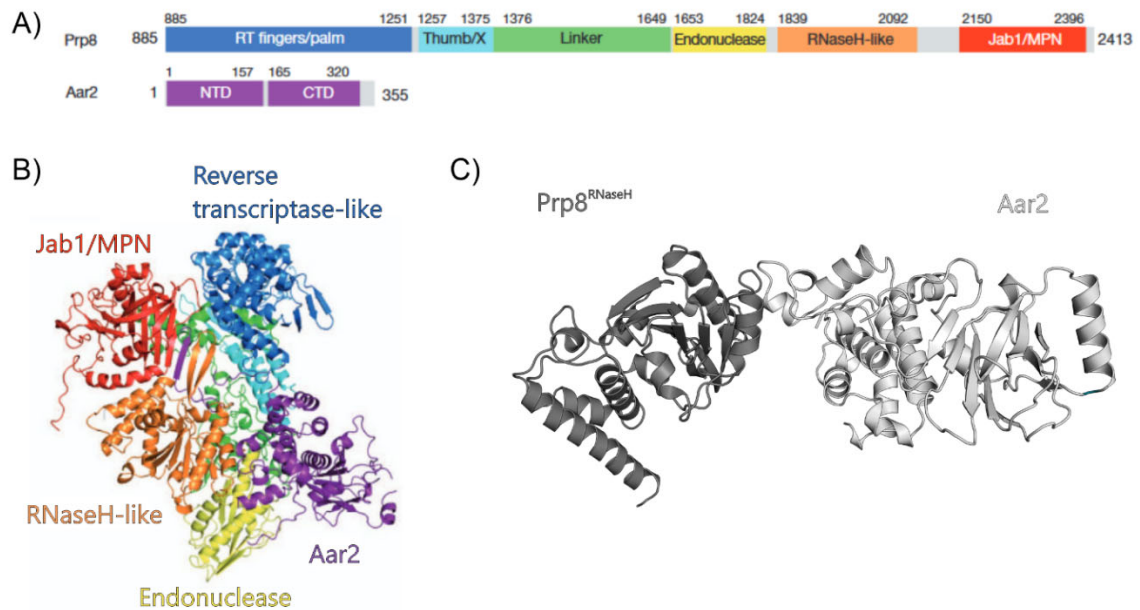 A)
885 1251 1257 1375 1376 1649 1653 1824 1839 2092 2150 2396
Prp8 885 RT fingers/palm Thumb/X Linker Endonuclease RNaseH-like Jab1/MPN 2413
1 157 165 320
Aar2 1 NTD CTD 355
B)
Reverse
transcriptase-like
Jab1/MPN
RNaseH-like
Aar2
Endonuclease
C)
Prp8RNaseH
Aar2